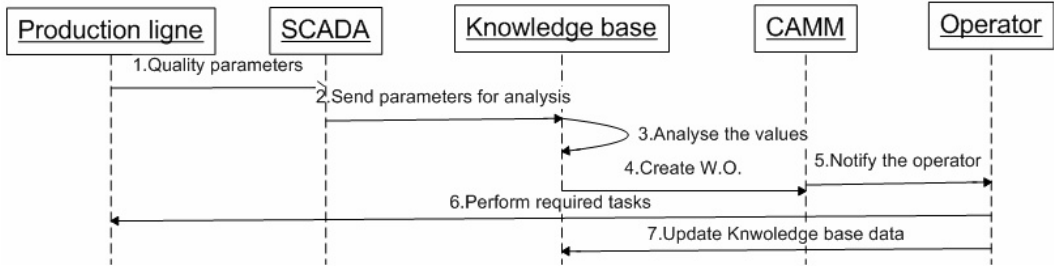 Production ligne
SCADA
Knowledge base
CAMM
Operator
1.Quality parameters
2.Send parameters for analysis
3.Analyse the values
4.Create W.O.
5.Notify the operator
6.Perform required tasks
7.Update Knwoledge base data